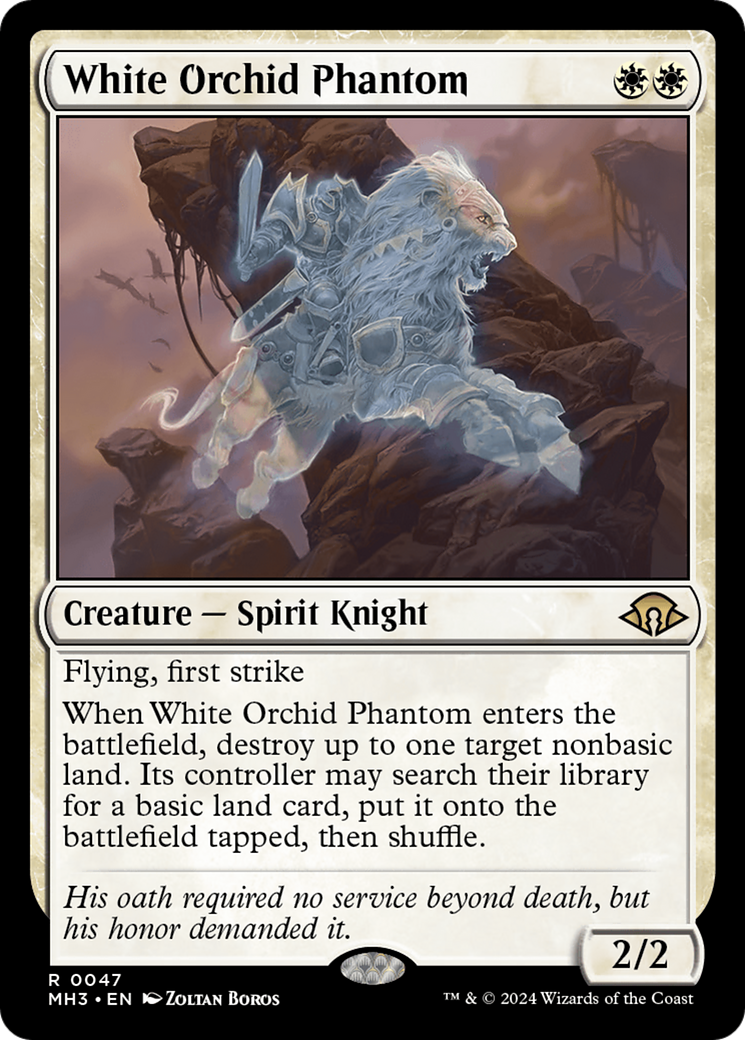 White Orchid Phantom
Creature — Spirit Knight
Flying, first strike
When White Orchid Phantom enters the
battlefield, destroy up to one target nonbasic
land. Its controller may search their library
for a basic land card, put it onto the
battlefield tapped, then shuffle.
His oath required no service beyond death, but
his honor demanded it.
2/2
R 0047
MH3 • EN Zoltan Boros
™ & © 2024 Wizards of the Coast